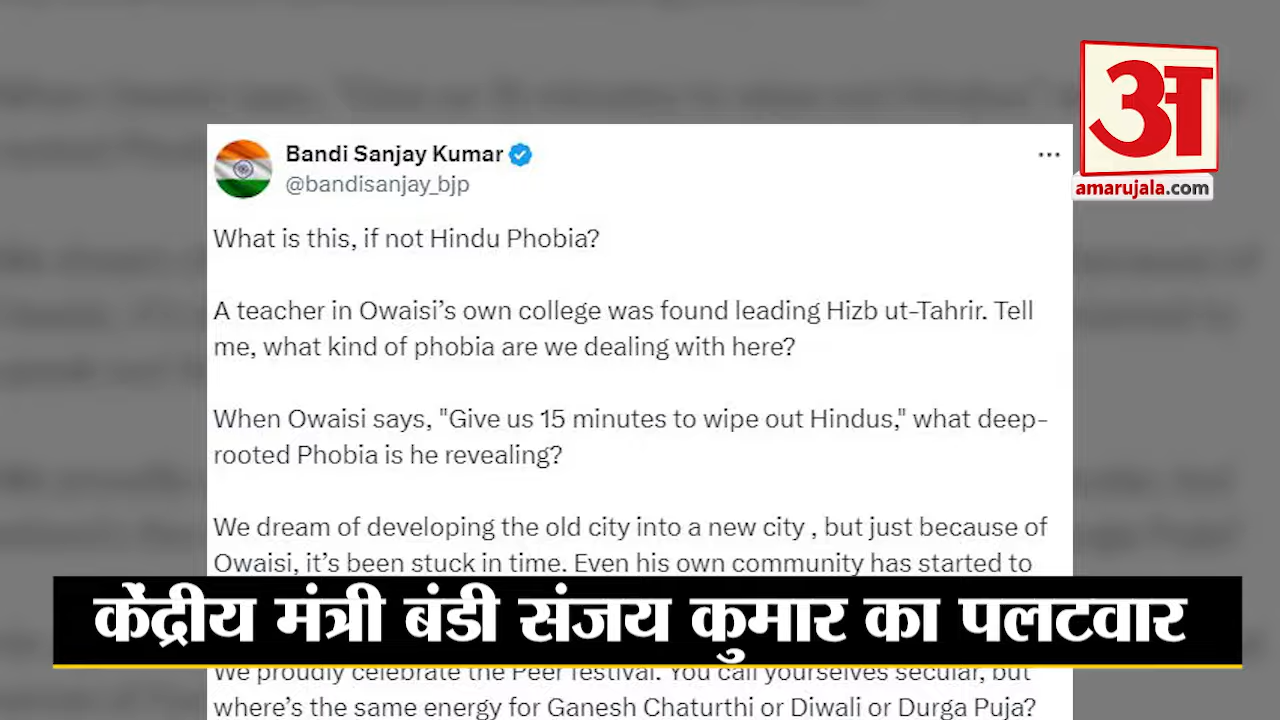 अ
amarujala.com
Bandi Sanjay Kumar
@bandisanjay_bjp
What is this, if not Hindu Phobia?
A teacher in Owaisi’s own college was found leading Hizb ut-Tahrir. Tell
me, what kind of phobia are we dealing with here?
When Owaisi says, "Give us 15 minutes to wipe out Hindus," what deep-
rooted Phobia is he revealing?
We dream of developing the old city into a new city , but just because of
Owaisi, it’s been stuck in time. Even his own community has started to
केंद्रीय मंत्री बंडी संजय कुमार का पलटवार
We proudly celebrate the Peer festival. You call yourselves secular, but
where’s the same energy for Ganesh Chaturthi or Diwali or Durga Puja?